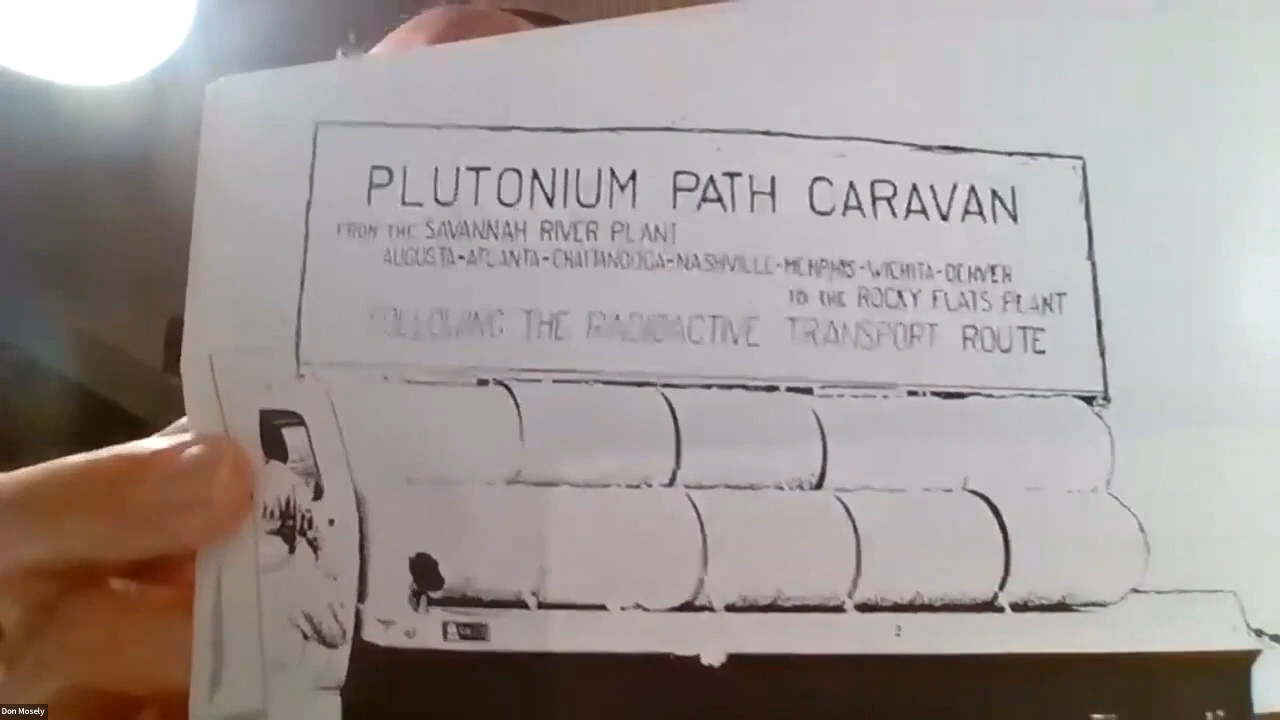 PLUTONIUM PATH CARAVAN
FROM THE SAVANNAH RIVER PLANT
AUGUSTA-ATLANTA-CHATTANOOGA-NASHVILLE-MEMPHIS-WICHITA-DENVER
TO THE ROCKY FLATS PLANT
FOLLOWING THE RADIOACTIVE TRANSPORT ROUTE
Don Mosely